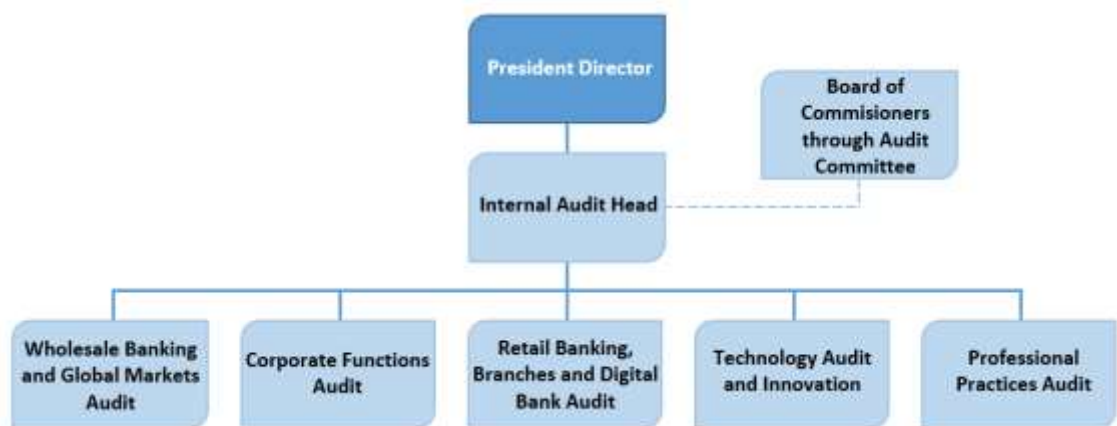 President Director
Board of
Commisioners
through Audit
Committee
Internal Audit Head
Wholesale Banking
and Global Markets
Audit
Corporate Functions
Audit
Retail Banking,
Branches and Digital
Bank Audit
Technology Audit
and Innovation
Professional
Practices Audit